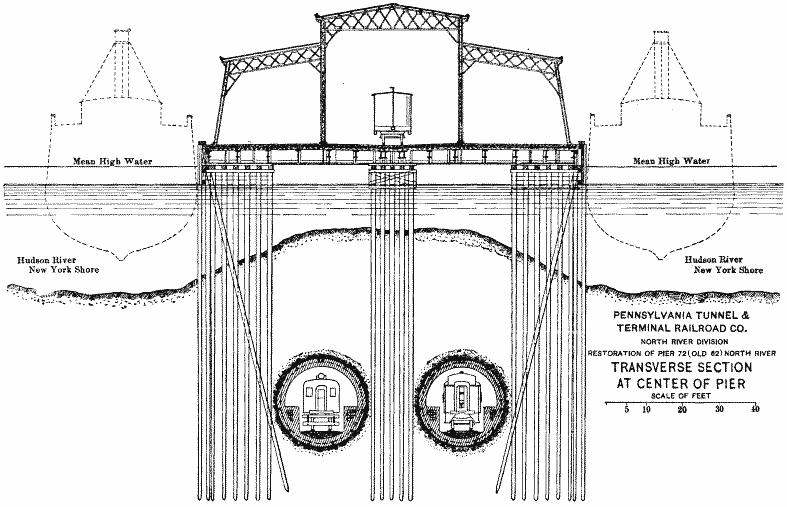 Mean High Water
Mean High Water
Hudson River
New York Shore
Hudson River
New York Shore
PENNSYLVANIA TUNNEL &
TERMINAL RAILROAD CO.
NORTH RIVER DIVISION
RESTORATION OF PIER 72 (OLD 62) NORTH RIVER
TRANSVERSE SECTION
AT CENTER OF PIER
SCALE OF FEET
5 10 20 30 40